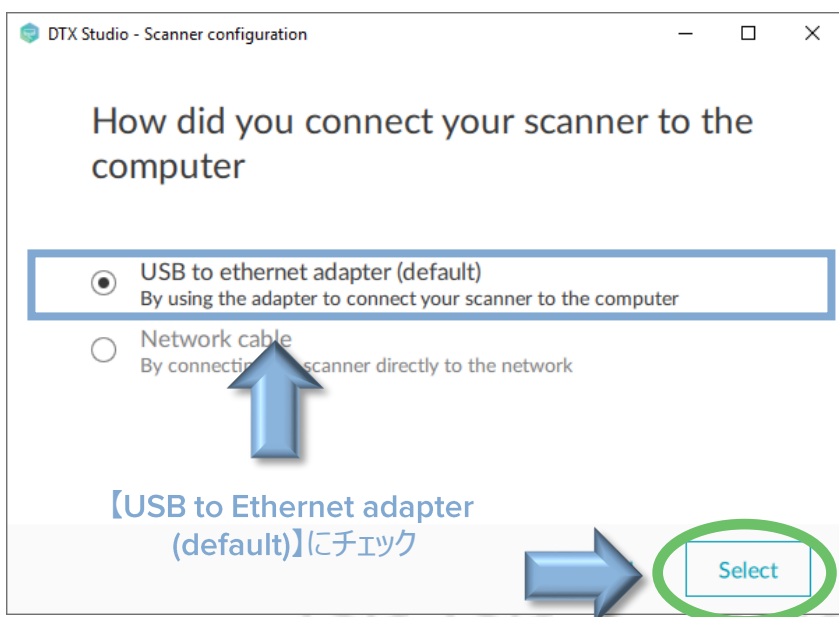 DTX Studio - Scanner configuration
How did you connect your scanner to the
computer
USB to ethernet adapter (default)
By using the adapter to connect your scanner to the computer
Network cable
By connecting scanner directly to the network
【USB to Ethernet adapter
(default)】にチェック
Select